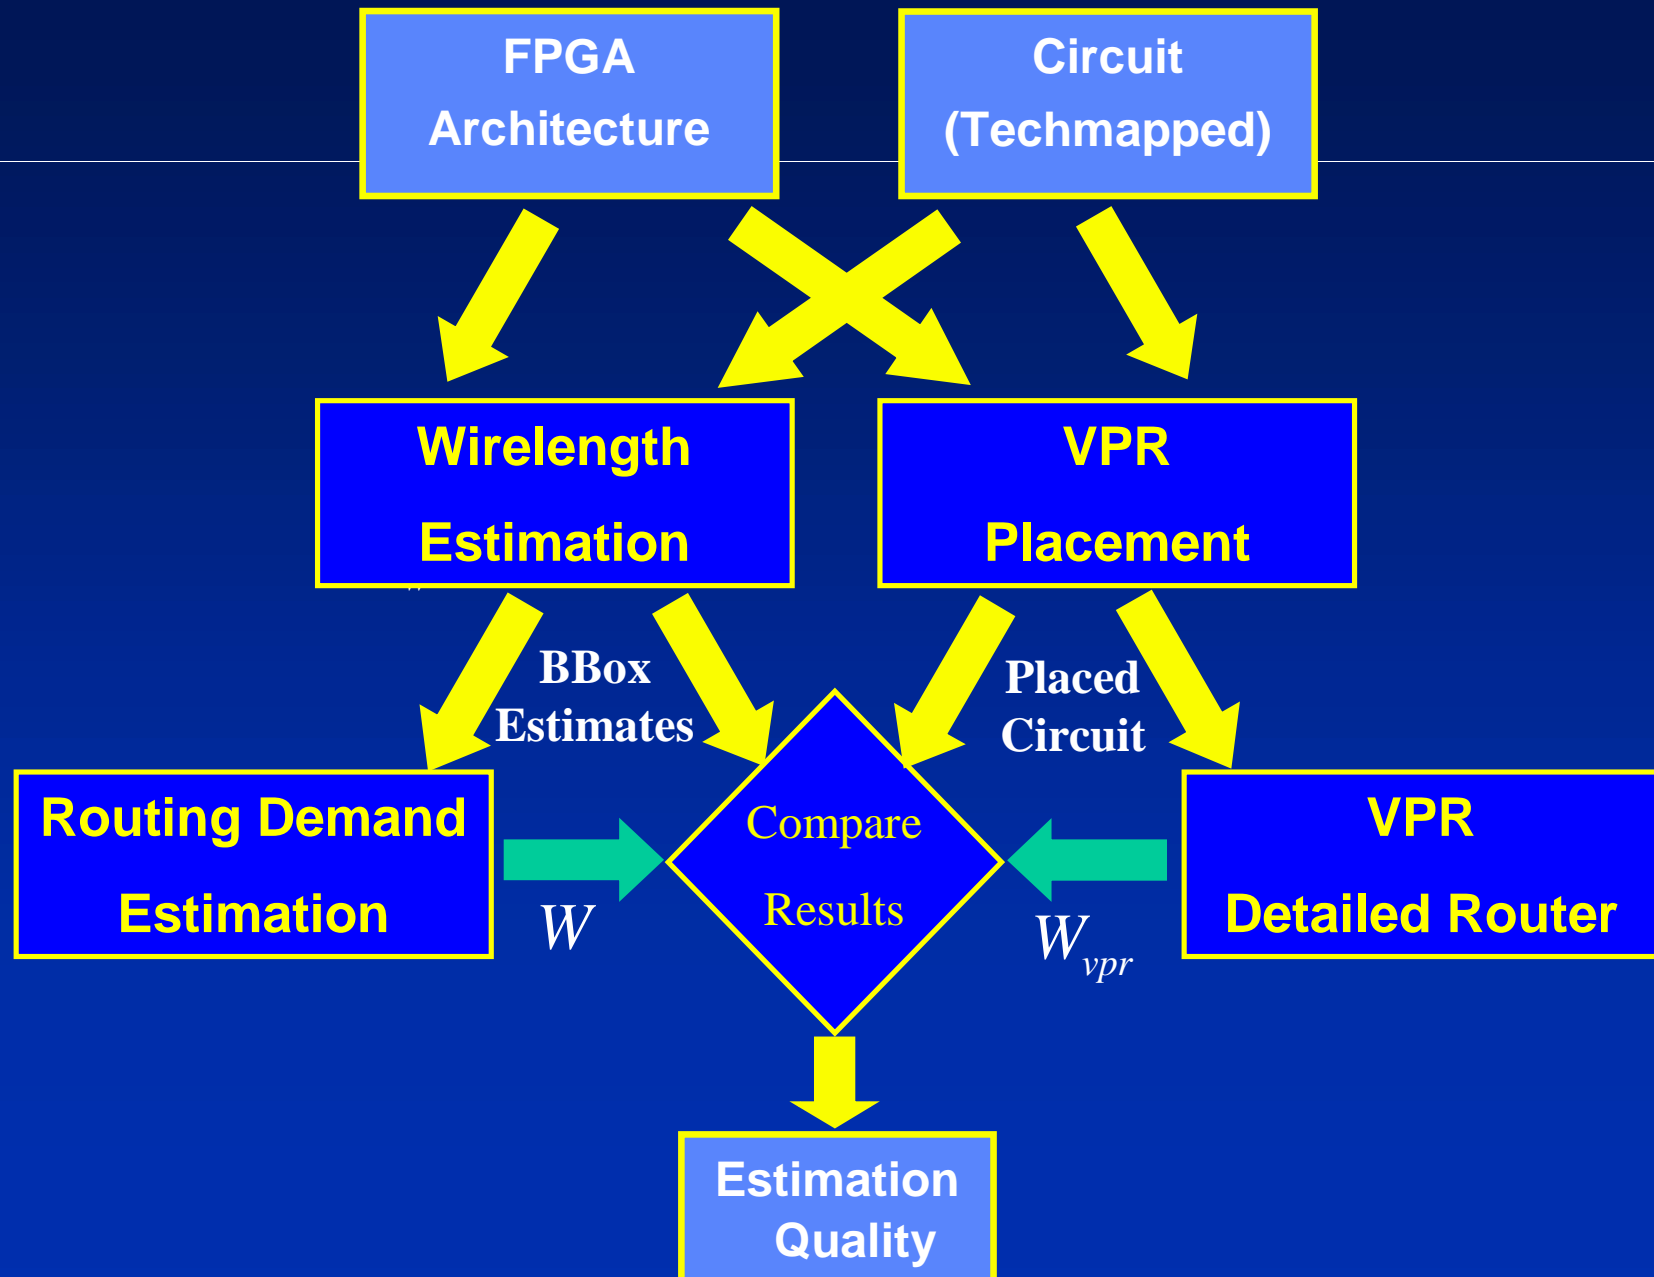 FPGA
Architecture
Circuit
(Techmapped)
Wirelength
Estimation
VPR
Placement
BBox
Estimates
Placed
Circuit
Routing Demand
Estimation
W
Compare
Results
W_vpr
VPR
Detailed Router
Estimation
Quality